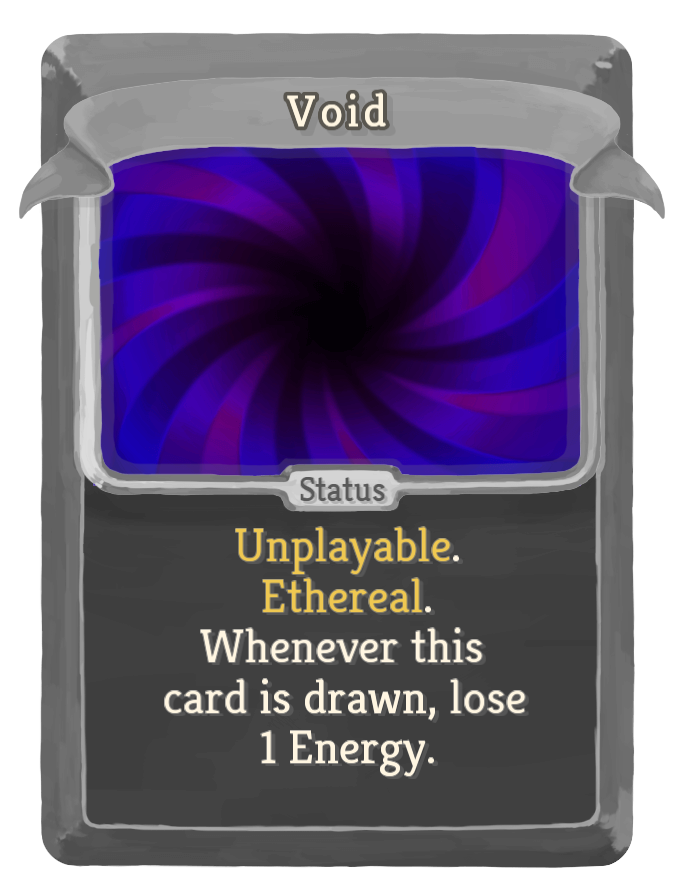 Void
Status
Unplayable.
Ethereal.
Whenever this
card is drawn, lose
1 Energy.